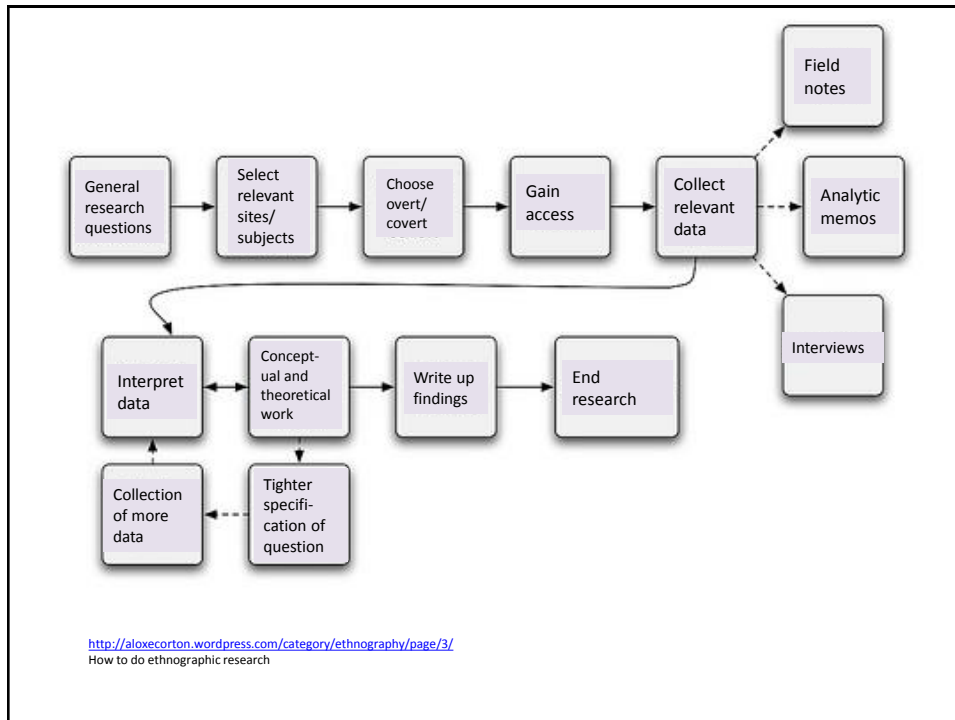 Field
notes
General
research
questions
Select
relevant
sites/
subjects
Choose
overt/
covert
Gain
access
Collect
relevant
data
Analytic
memos
Interviews
Interpret
data
Concept-
ual and
theoretical
work
Write up
findings
End
research
Collection
of more
data
Tighter
specifi-
cation of
question
http://aloxecorton.wordpress.com/category/ethnography/page/3/
How to do ethnographic research